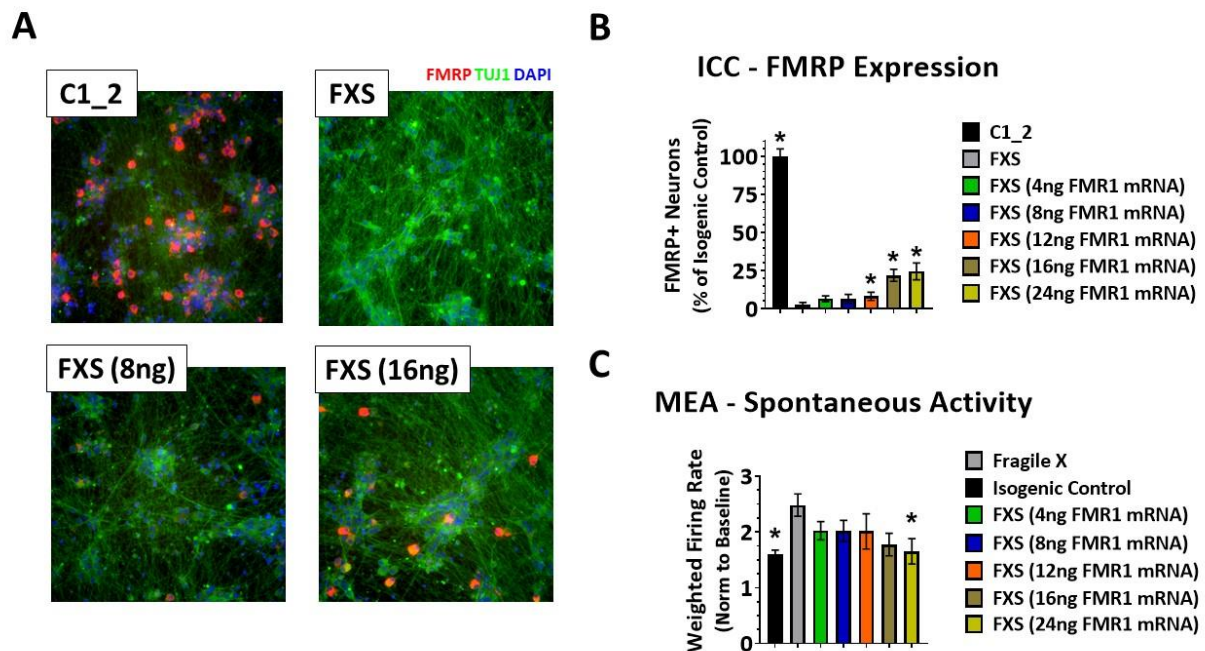 A
C1_2
FXS
FMRP TUJ1 DAPI
FXS (8ng)
FXS (16ng)
B
ICC - FMRP Expression
FMRP+ Neurons
(% of Isogenic Control)
100
75
50
25
0
*
*
*
*
C1_2
FXS
FXS (4ng FMR1 mRNA)
FXS (8ng FMR1 mRNA)
FXS (12ng FMR1 mRNA)
FXS (16ng FMR1 mRNA)
FXS (24ng FMR1 mRNA)
C
MEA - Spontaneous Activity
Weighted Firing Rate
(Norm to Baseline)
3
2
1
0
*
*
Fragile X
Isogenic Control
FXS (4ng FMR1 mRNA)
FXS (8ng FMR1 mRNA)
FXS (12ng FMR1 mRNA)
FXS (16ng FMR1 mRNA)
FXS (24ng FMR1 mRNA)